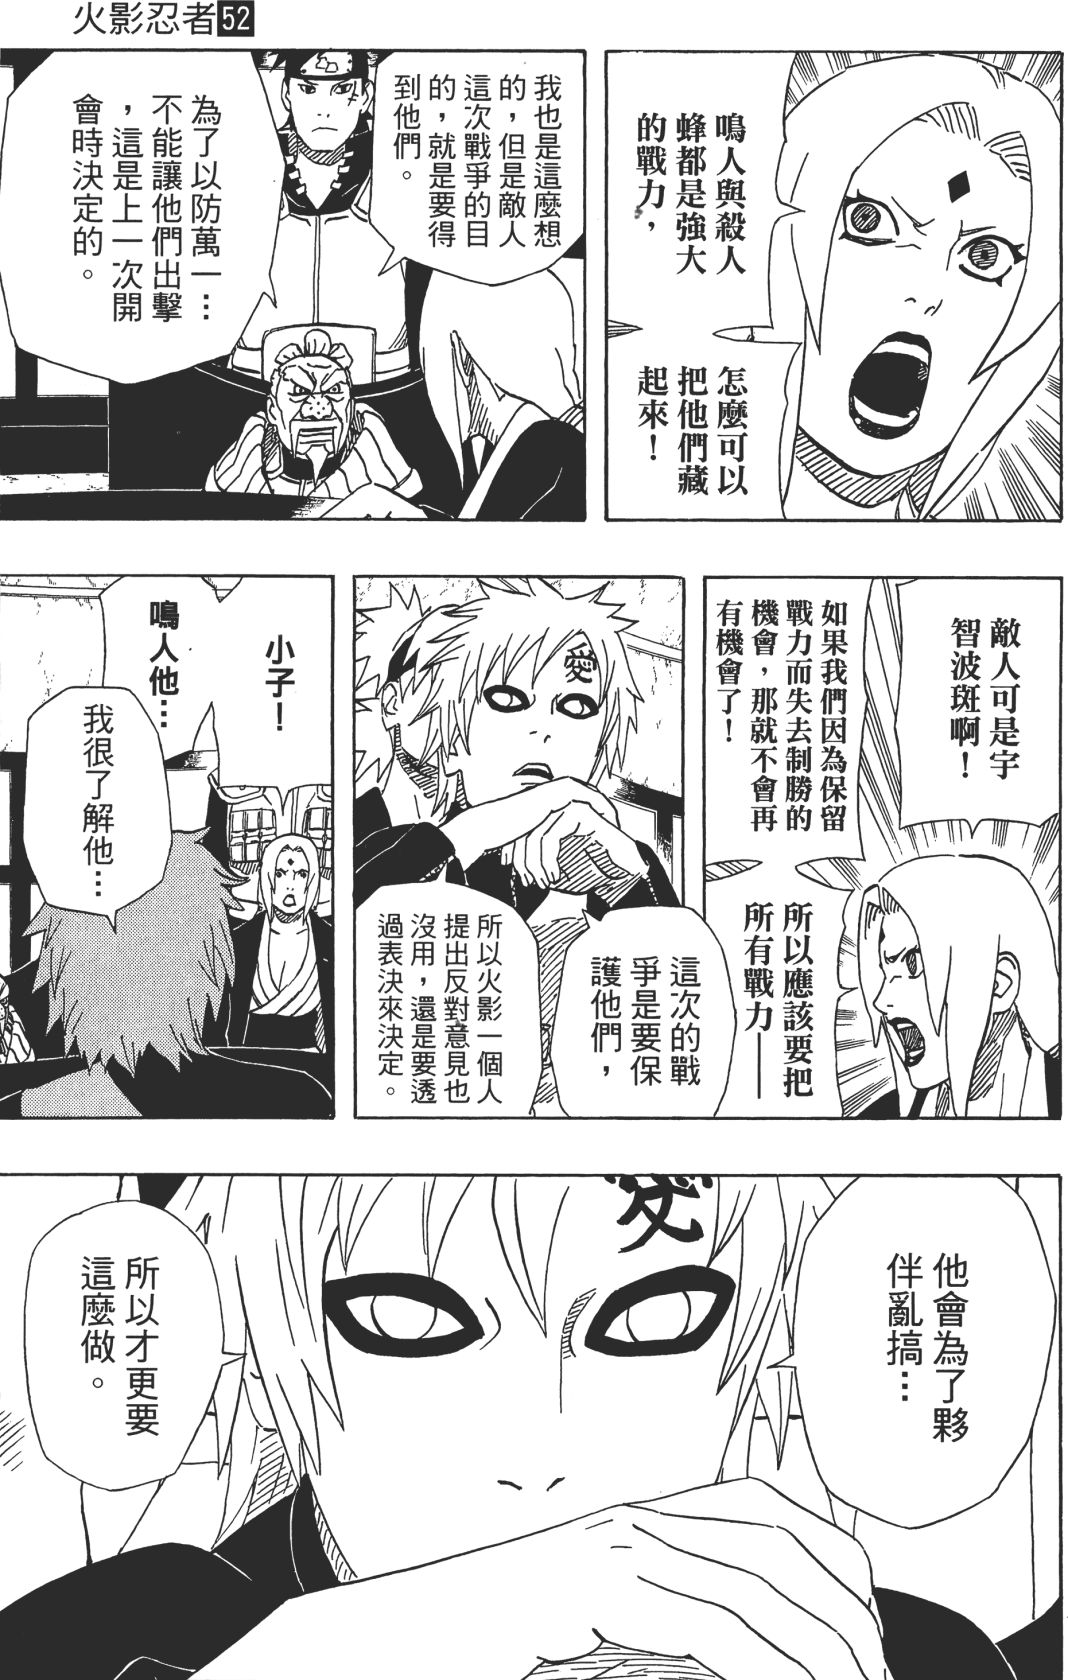 火影忍者52
鳴人與殺人
蜂都是強大
的戰力，
怎麼可以
把他們藏
起來！
我也是這麼想
的，但是敵人
這次戰爭的目
的，就是要得
到他們。
為了以防萬一⋯
不能讓他們出擊
，這是上一次開
會時決定的。
敵人可是宇
智波斑啊！
如果我們因為保留
戰力而失去制勝的
機會，那就不會再
有機會了！
所以應該要把
所有戰力——
這次的戰
爭是要保
護他們，
所以火影一個人
提出反對意見也
沒用，還是要透
過表決來決定。
小子！
鳴人他⋯
我很了解他⋯
他會為了夥
伴亂搞⋯
所以才更要
這麼做。
愛
愛